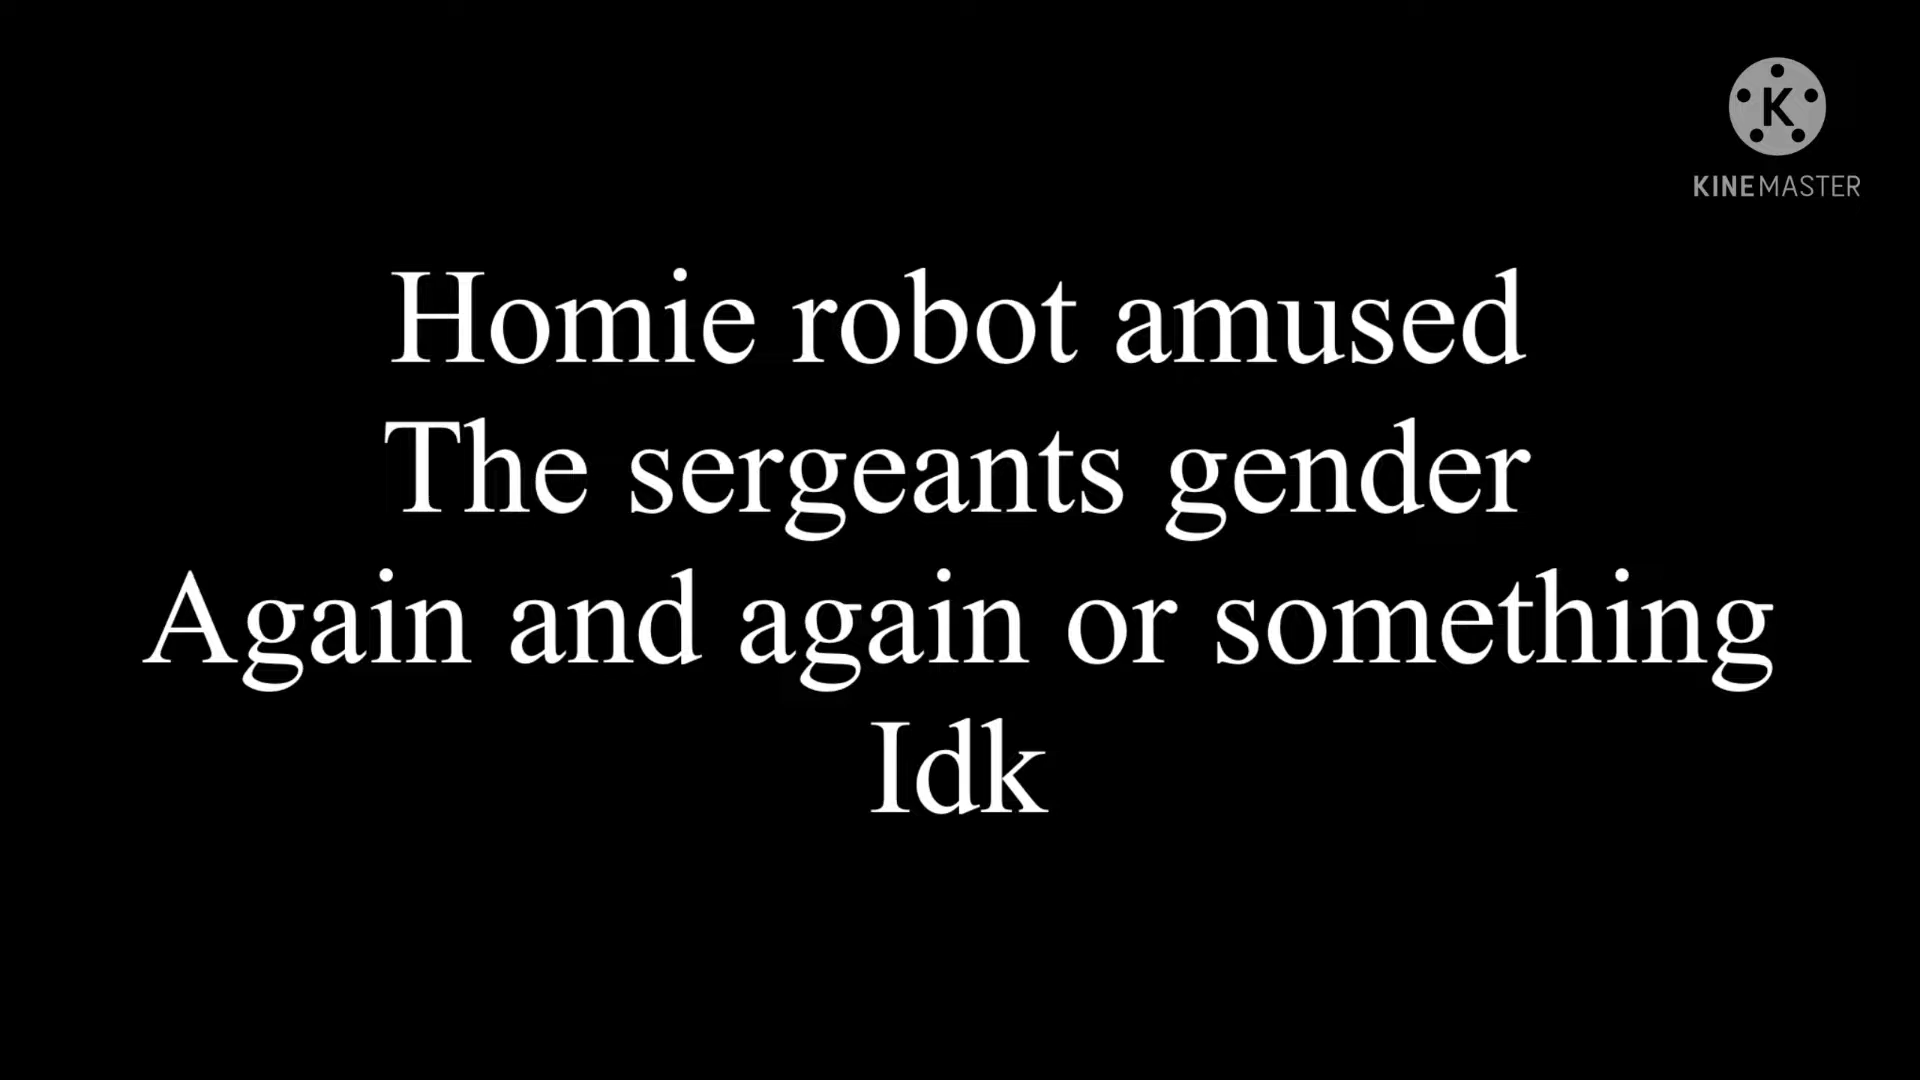 K
KINEMASTER
Homie robot amused
The sergeants gender
Again and again or something
Idk